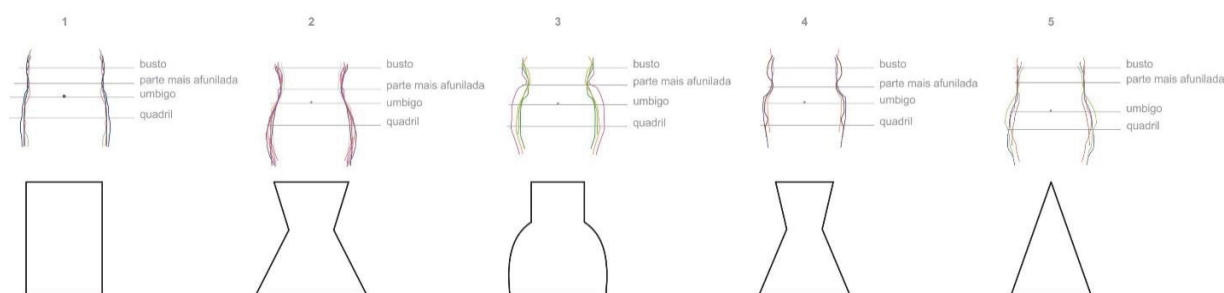 1
busto
parte mais afunilada
umbigo
quadril
2
busto
parte mais afunilada
umbigo
quadril
3
busto
parte mais afunilada
umbigo
quadril
4
busto
parte mais afunilada
umbigo
quadril
5
busto
parte mais afunilada
umbigo
quadril